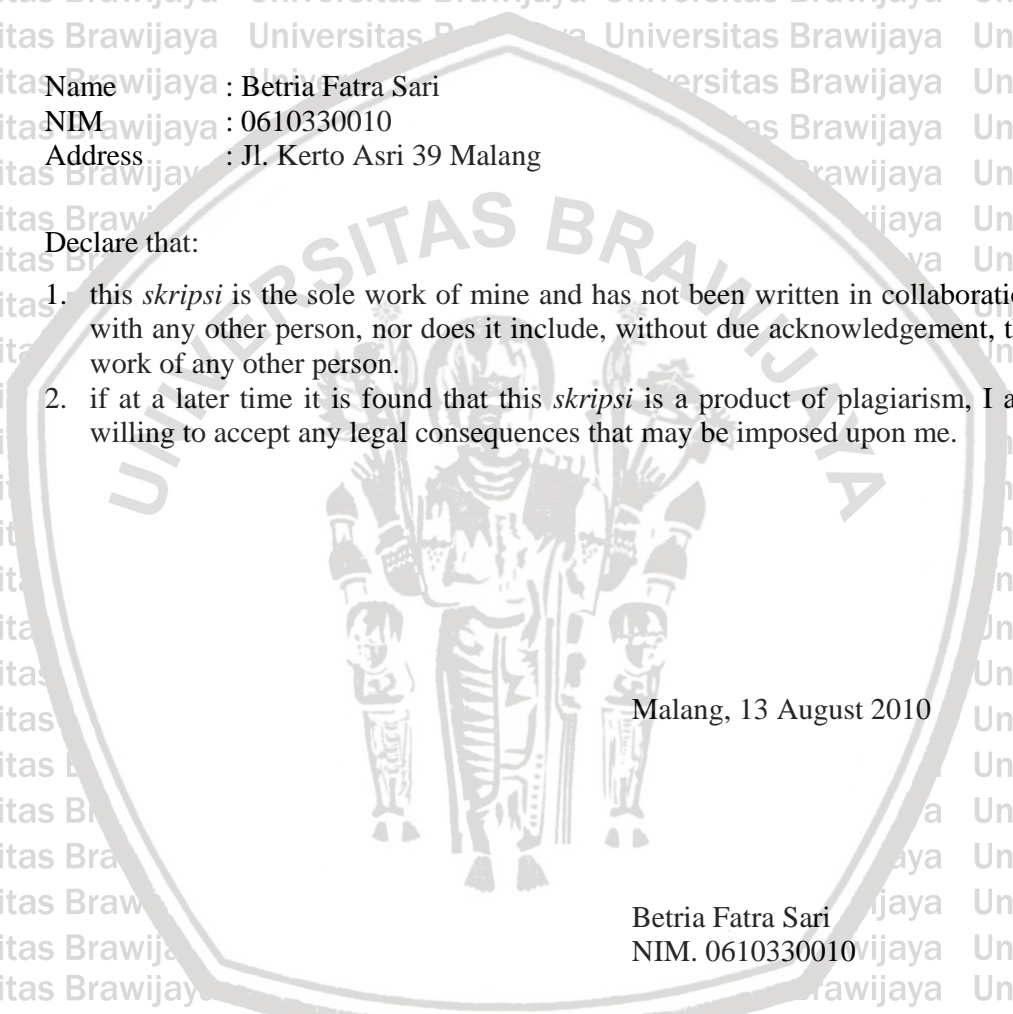 Name : Betria Fatra Sari
NIM : 0610330010
Address : Jl. Kerto Asri 39 Malang
Declare that:
1. this skripsi is the sole work of mine and has not been written in
with any other person, nor does it include, without due acknowledgement,
work of any other person.
2. if at a later time it is found that this skripsi is a product of plagiarism, I
willing to accept any legal consequences that may be imposed upon me.
Malang, 13 August 2010
Betria Fatra Sari
NIM. 0610330010
UNIVERSITAS BRAWIJAYA